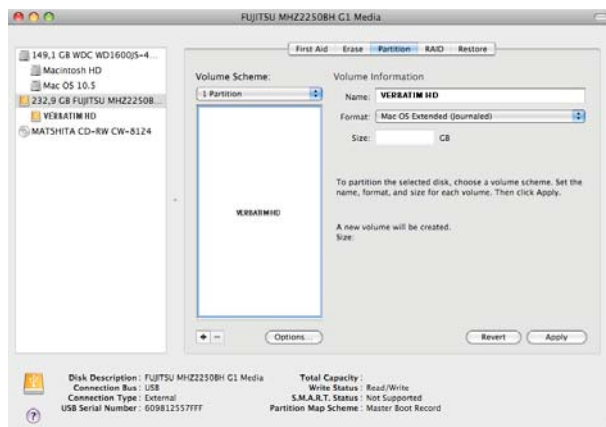 FUJITSU MHZ2250BH G1 Media
First Aid Erase Partition RAID Restore
149,1 GB WDC WD1600JS-4...
Macintosh HD
Mac OS 10.5
232,9 GB FUJITSU MHZ2250B...
VERBATIM HD
MATSHITA CD-RW CW-8124
Volume Scheme:
1 Partition
VERBATIM HD
+ −
Options...
Volume Information
Name: VERBATIM HD
Format: Mac OS Extended (Journaled)
Size: GB
To partition the selected disk, choose a volume scheme. Set the
name, format, and size for each volume. Then click Apply.
A new volume will be created.
Size:
Revert Apply
Disk Description : FUJITSU MHZ2250BH G1 Media
Connection Bus : USB
Connection Type : External
USB Serial Number : 609812557FFF
Total Capacity :
Write Status : Read/Write
S.M.A.R.T. Status : Not Supported
Partition Map Scheme : Master Boot Record
?